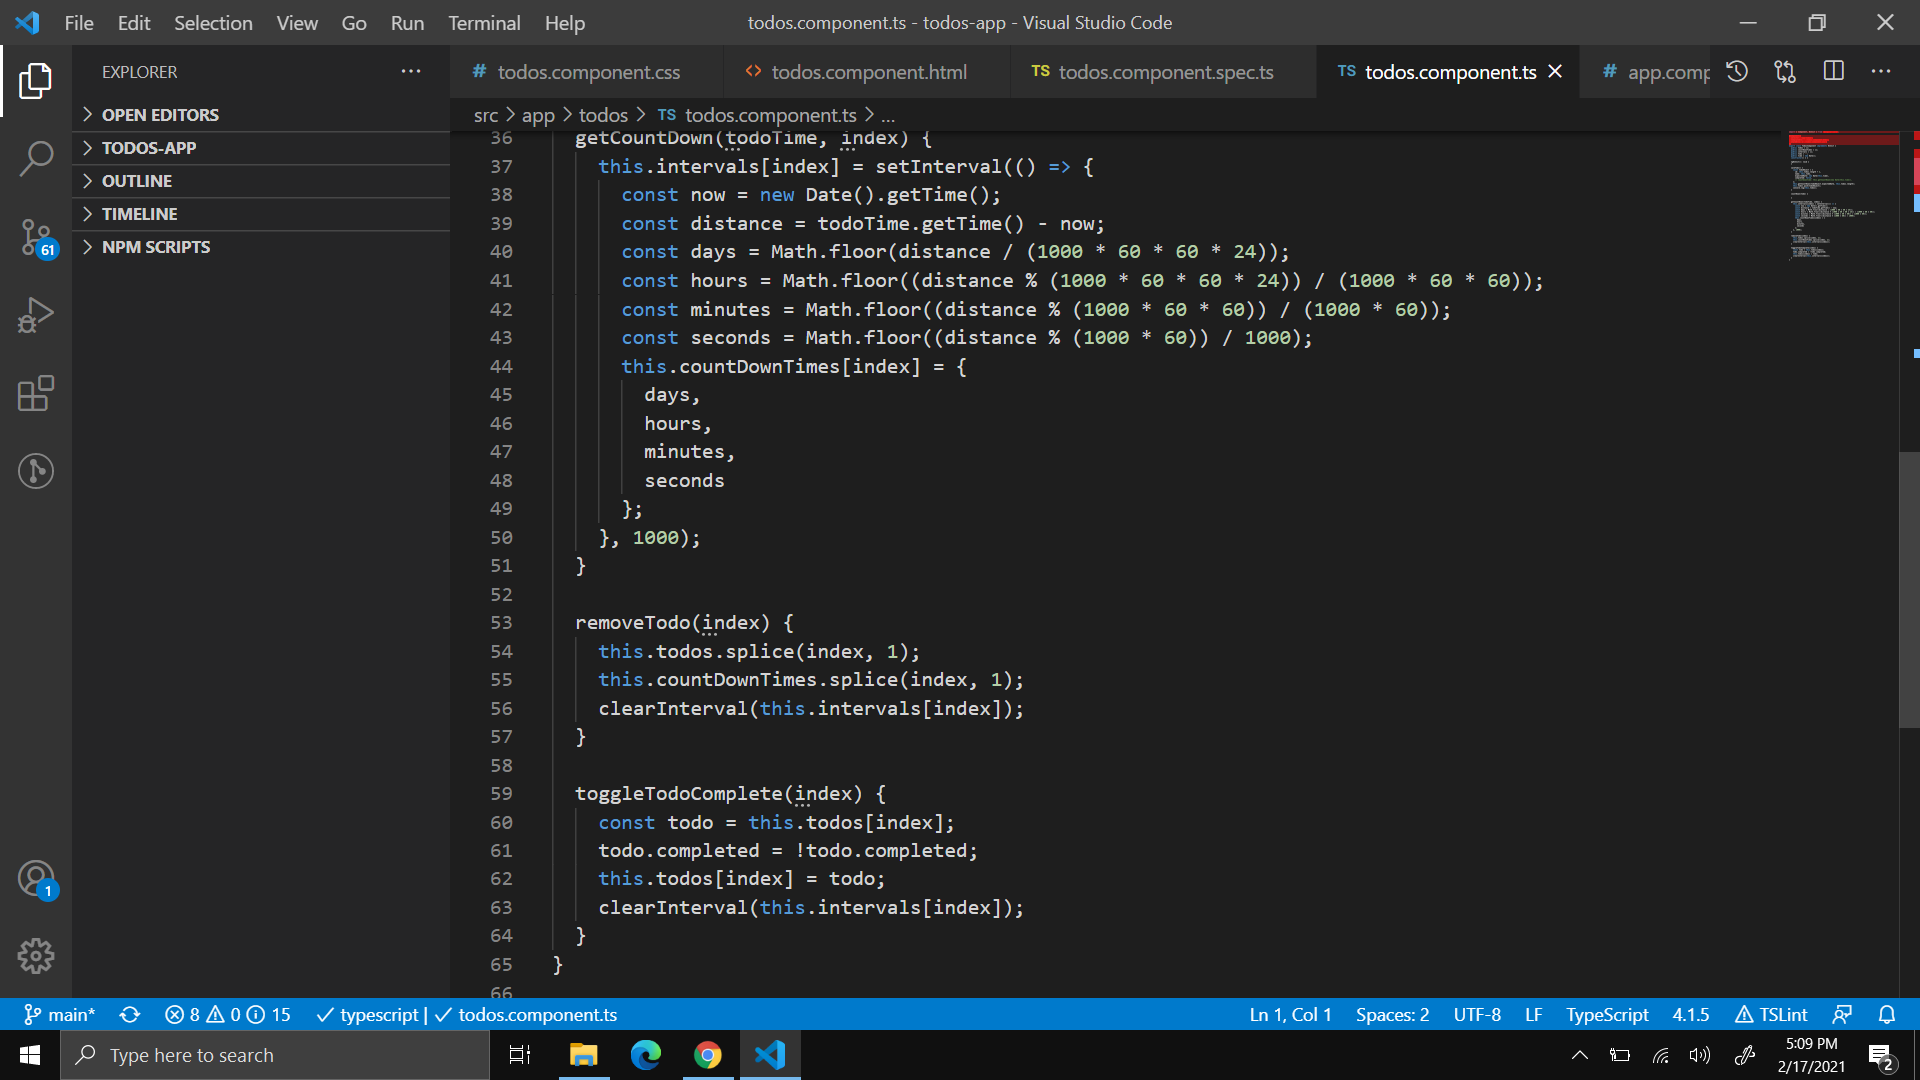 File Edit Selection View Go Run Terminal Help
todos.component.ts - todos-app - Visual Studio Code
EXPLORER
OPEN EDITORS
TODOS-APP
OUTLINE
TIMELINE
NPM SCRIPTS
61
1
# todos.component.css
<> todos.component.html
TS todos.component.spec.ts
TS todos.component.ts
# app.comp
src > app > todos > TS todos.component.ts > ...
36 getCountDown(todoTime, index) {
37 this.intervals[index] = setInterval(() => {
38 const now = new Date().getTime();
39 const distance = todoTime.getTime() - now;
40 const days = Math.floor(distance / (1000 * 60 * 60 * 24));
41 const hours = Math.floor((distance % (1000 * 60 * 60 * 24)) / (1000 * 60 * 60));
42 const minutes = Math.floor((distance % (1000 * 60 * 60)) / (1000 * 60));
43 const seconds = Math.floor((distance % (1000 * 60)) / 1000);
44 this.countDownTimes[index] = {
45 days,
46 hours,
47 minutes,
48 seconds
49 };
50 }, 1000);
51 }
52
53 removeTodo(index) {
54 this.todos.splice(index, 1);
55 this.countDownTimes.splice(index, 1);
56 clearInterval(this.intervals[index]);
57 }
58
59 toggleTodoComplete(index) {
60 const todo = this.todos[index];
61 todo.completed = !todo.completed;
62 this.todos[index] = todo;
63 clearInterval(this.intervals[index]);
64 }
65 }
66
main* 8 0 15 typescript | todos.component.ts
Ln 1, Col 1 Spaces: 2 UTF-8 LF TypeScript 4.1.5 TSLint
Type here to search
5:09 PM
2/17/2021
2